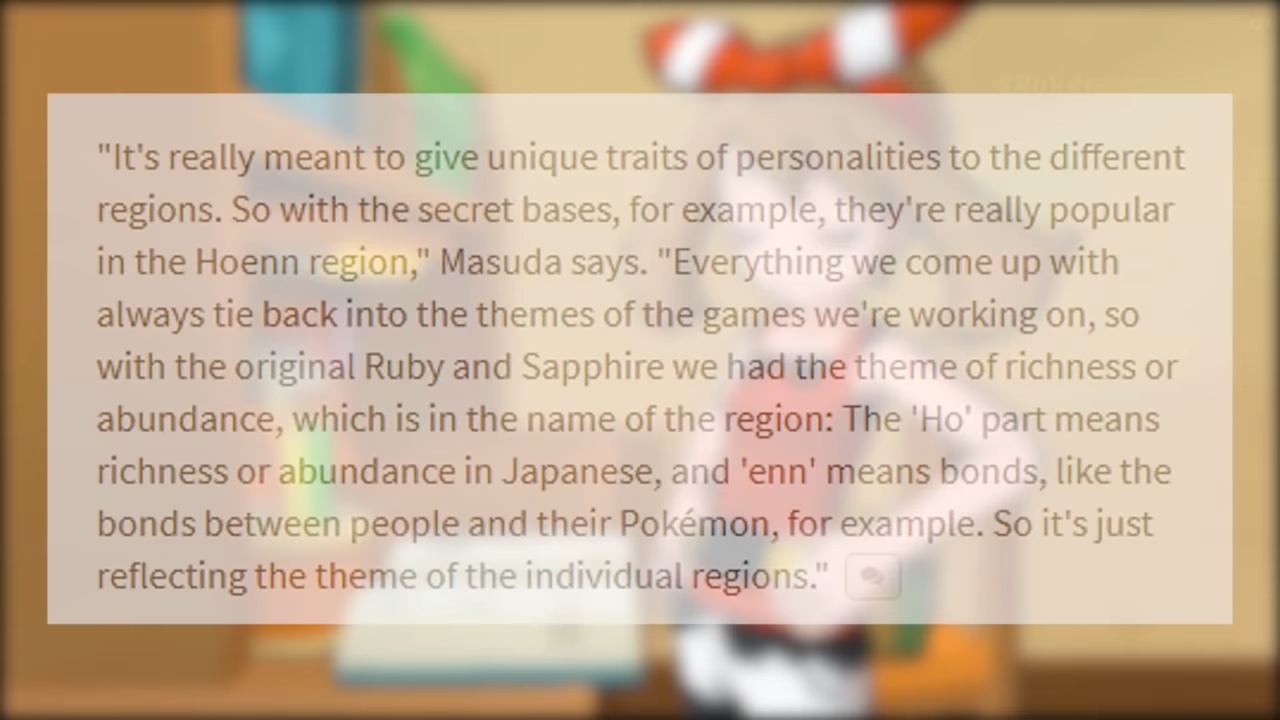 "It's really meant to give unique traits of personalities to the different
regions. So with the secret bases, for example, they're really popular
in the Hoenn region," Masuda says. "Everything we come up with
always tie back into the themes of the games we're working on, so
with the original Ruby and Sapphire we had the theme of richness or
abundance, which is in the name of the region: The 'Ho' part means
richness or abundance in Japanese, and 'enn' means bonds, like the
bonds between people and their Pokémon, for example. So it's just
reflecting the theme of the individual regions."